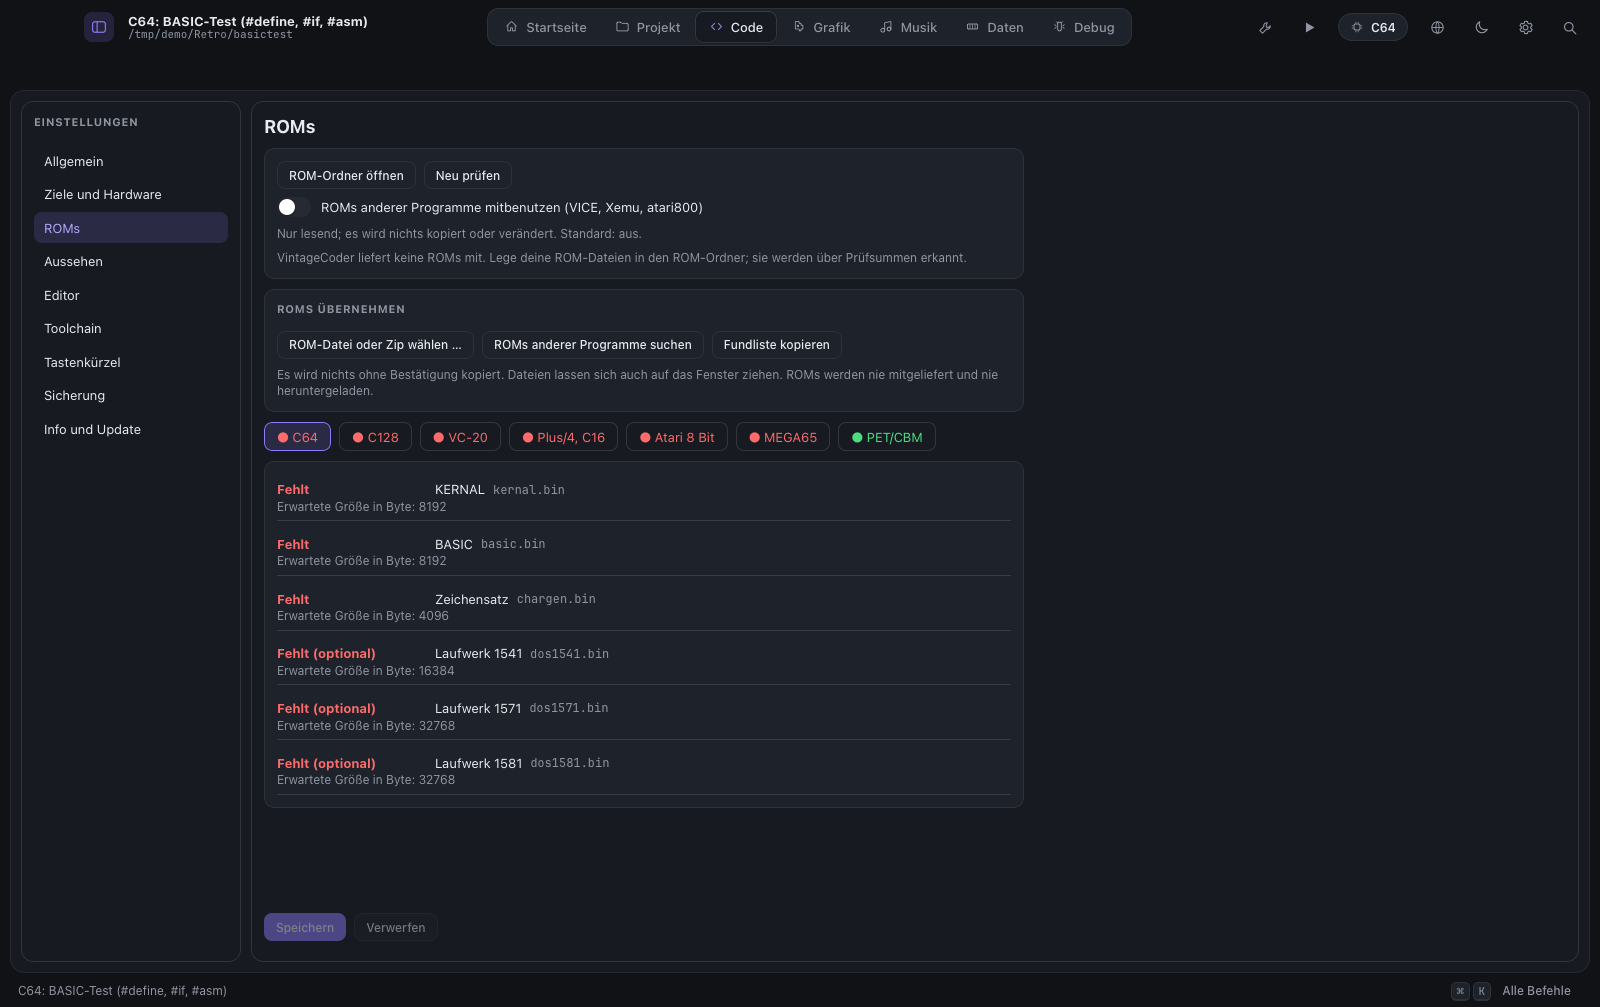 C64: BASIC-Test (#define, #if, #asm)
/tmp/demo/Retro/basictest
Startseite
Projekt
Code
Grafik
Musik
Daten
Debug
C64
EINSTELLUNGEN
Allgemein
Ziele und Hardware
ROMs
Aussehen
Editor
Toolchain
Tastenkürzel
Sicherung
Info und Update
ROMs
ROM-Ordner öffnen
Neu prüfen
ROMs anderer Programme mitbenutzen (VICE, Xemu, atari800)
Nur lesend; es wird nichts kopiert oder verändert. Standard: aus.
VintageCoder liefert keine ROMs mit. Lege deine ROM-Dateien in den ROM-Ordner; sie werden über Prüfsummen erkannt.
ROMS ÜBERNEHMEN
ROM-Datei oder Zip wählen ...
ROMs anderer Programme suchen
Fundliste kopieren
Es wird nichts ohne Bestätigung kopiert. Dateien lassen sich auch auf das Fenster ziehen. ROMs werden nie mitgeliefert und nie
heruntergeladen.
C64
C128
VC-20
Plus/4, C16
Atari 8 Bit
MEGA65
PET/CBM
Fehlt KERNAL kernal.bin
Erwartete Größe in Byte: 8192
Fehlt BASIC basic.bin
Erwartete Größe in Byte: 8192
Fehlt Zeichensatz chargen.bin
Erwartete Größe in Byte: 4096
Fehlt (optional) Laufwerk 1541 dos1541.bin
Erwartete Größe in Byte: 16384
Fehlt (optional) Laufwerk 1571 dos1571.bin
Erwartete Größe in Byte: 32768
Fehlt (optional) Laufwerk 1581 dos1581.bin
Erwartete Größe in Byte: 32768
Speichern
Verwerfen
C64: BASIC-Test (#define, #if, #asm)
⌘ K Alle Befehle